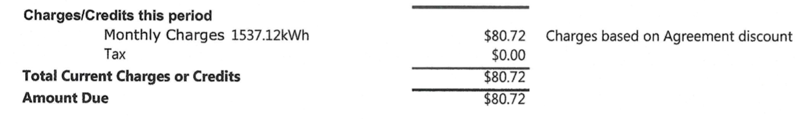 Charges/Credits this period
Monthly Charges 1537.12kWh $80.72 Charges based on Agreement discount
Tax $0.00
Total Current Charges or Credits $80.72
Amount Due $80.72